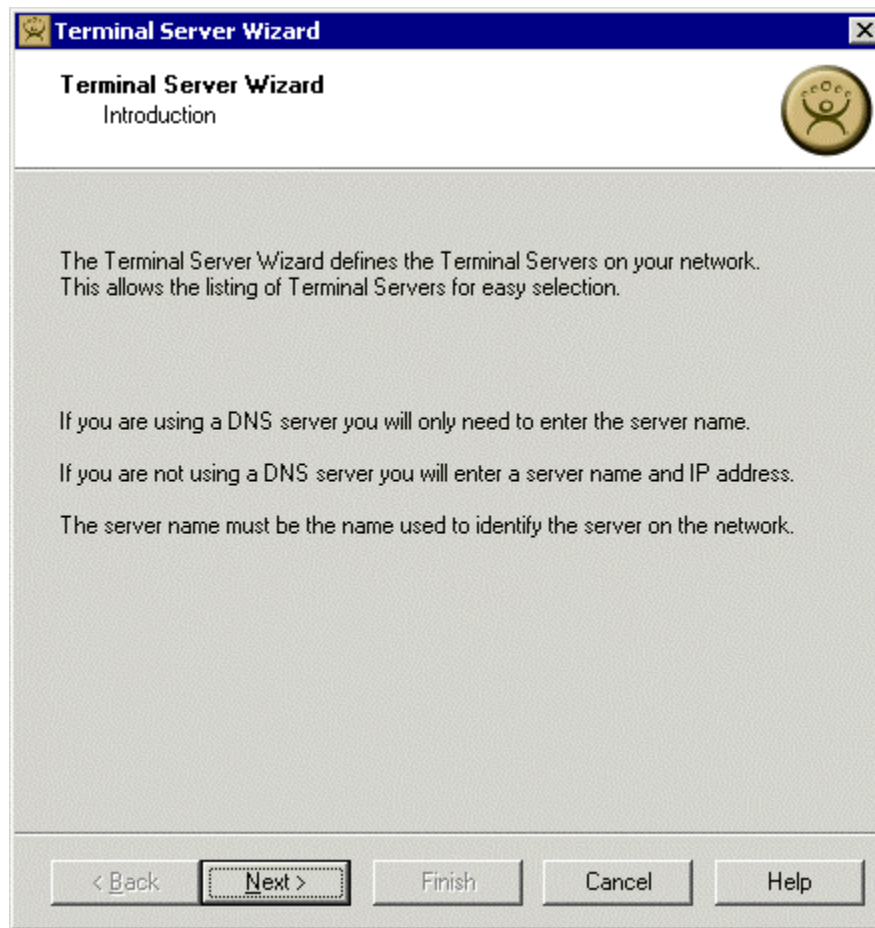 Terminal Server Wizard
Terminal Server Wizard
Introduction
The Terminal Server Wizard defines the Terminal Servers on your network.
This allows the listing of Terminal Servers for easy selection.
If you are using a DNS server you will only need to enter the server name.
If you are not using a DNS server you will enter a server name and IP address.
The server name must be the name used to identify the server on the network.
< Back Next > Finish Cancel Help